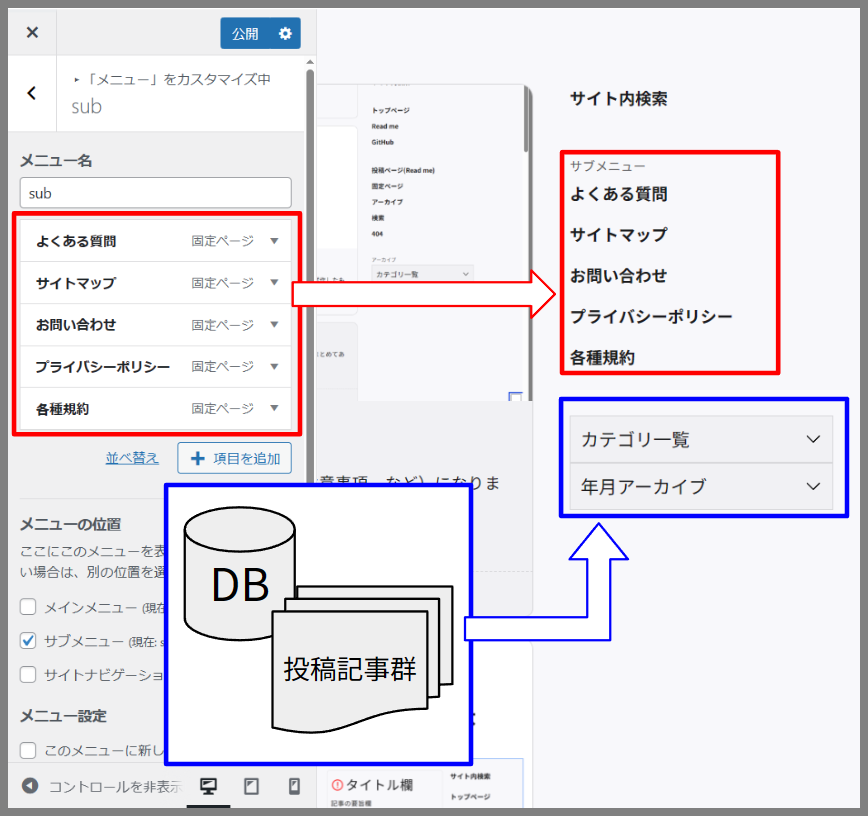 公開
▸「メニュー」をカスタマイズ中
sub
メニュー名
sub
よくある質問 固定ページ
サイトマップ 固定ページ
お問い合わせ 固定ページ
プライバシーポリシー 固定ページ
各種規約 固定ページ
並べ替え
項目を追加
メニューの位置
ここにこのメニューを表
い場合は、別の位置を選
メインメニュー (現在
サブメニュー (現在: s
サイトナビゲーショ
メニュー設定
このメニューに新し
コントロールを非表示
トップページ
Read me
GitHub
投稿ページ(Read me)
固定ページ
アーカイブ
検索
404
アーカイブ
カテゴリ一覧
まとめてあ
意事項、など）になりま
DB
投稿記事群
タイトル欄
記事の要旨欄
サイト内検索
トップページ
サイト内検索
サブメニュー
よくある質問
サイトマップ
お問い合わせ
プライバシーポリシー
各種規約
カテゴリ一覧
年月アーカイブ